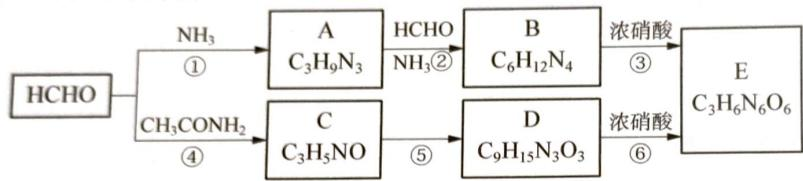 HCHO
NH₃
①
A
C₃H₉N₃
HCHO
NH₃②
B
C₆H₁₂N₄
浓硝酸
③
E
C₃H₆N₆O₆
CH₃CONH₂
④
C
C₃H₅NO
⑤
D
C₉H₁₅N₃O₃
浓硝酸
⑥